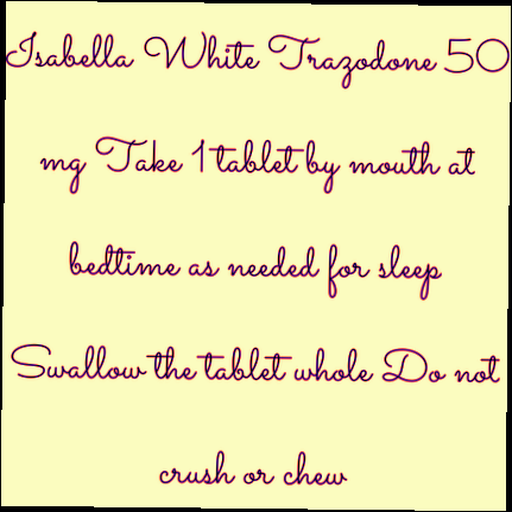 Isabella White Trazodone 50
mg Take 1 tablet by mouth at
bedtime as needed for sleep
Swallow the tablet whole Do not
crush or chew